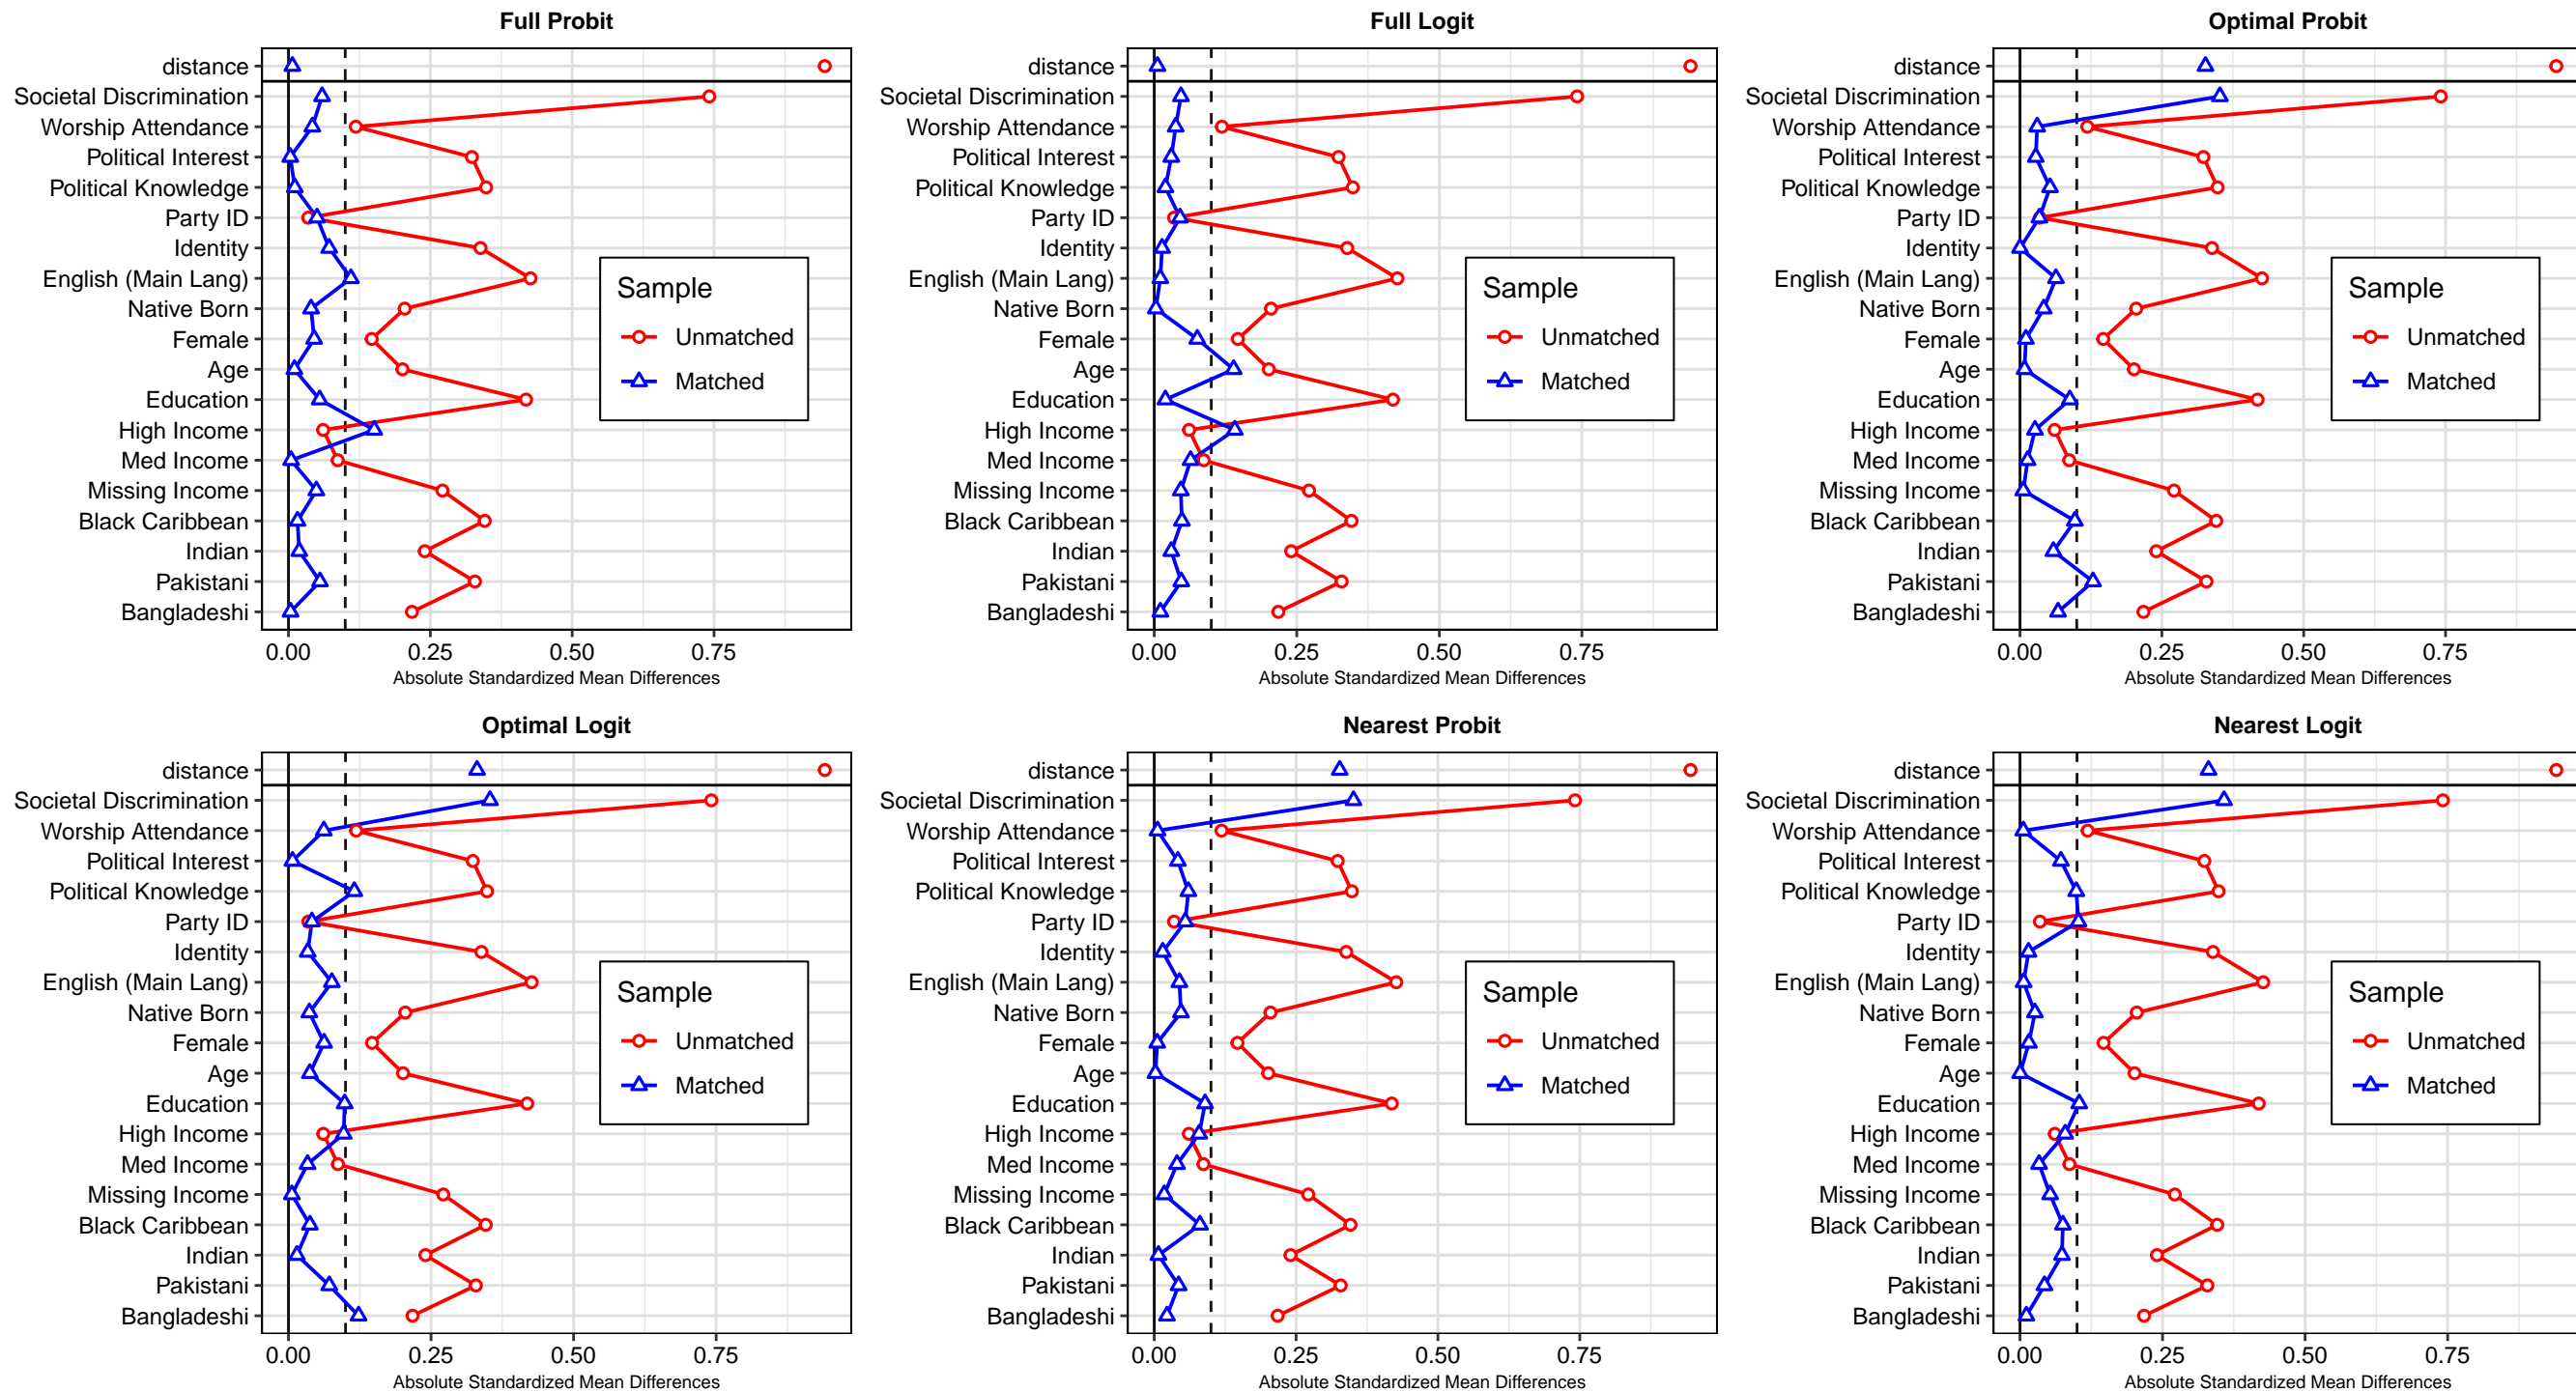 Full Probit
distance
Societal Discrimination
Worship Attendance
Political Interest
Political Knowledge
Party ID
Identity
English (Main Lang)
Native Born
Female
Age
Education
High Income
Med Income
Missing Income
Black Caribbean
Indian
Pakistani
Bangladeshi
Sample
Unmatched
Matched
0.00 0.25 0.50 0.75
Absolute Standardized Mean Differences
Full Logit
distance
Societal Discrimination
Worship Attendance
Political Interest
Political Knowledge
Party ID
Identity
English (Main Lang)
Native Born
Female
Age
Education
High Income
Med Income
Missing Income
Black Caribbean
Indian
Pakistani
Bangladeshi
Sample
Unmatched
Matched
0.00 0.25 0.50 0.75
Absolute Standardized Mean Differences
Optimal Probit
distance
Societal Discrimination
Worship Attendance
Political Interest
Political Knowledge
Party ID
Identity
English (Main Lang)
Native Born
Female
Age
Education
High Income
Med Income
Missing Income
Black Caribbean
Indian
Pakistani
Bangladeshi
Sample
Unmatched
Matched
0.00 0.25 0.50 0.75
Absolute Standardized Mean Differences
Optimal Logit
distance
Societal Discrimination
Worship Attendance
Political Interest
Political Knowledge
Party ID
Identity
English (Main Lang)
Native Born
Female
Age
Education
High Income
Med Income
Missing Income
Black Caribbean
Indian
Pakistani
Bangladeshi
Sample
Unmatched
Matched
0.00 0.25 0.50 0.75
Absolute Standardized Mean Differences
Nearest Probit
distance
Societal Discrimination
Worship Attendance
Political Interest
Political Knowledge
Party ID
Identity
English (Main Lang)
Native Born
Female
Age
Education
High Income
Med Income
Missing Income
Black Caribbean
Indian
Pakistani
Bangladeshi
Sample
Unmatched
Matched
0.00 0.25 0.50 0.75
Absolute Standardized Mean Differences
Nearest Logit
distance
Societal Discrimination
Worship Attendance
Political Interest
Political Knowledge
Party ID
Identity
English (Main Lang)
Native Born
Female
Age
Education
High Income
Med Income
Missing Income
Black Caribbean
Indian
Pakistani
Bangladeshi
Sample
Unmatched
Matched
0.00 0.25 0.50 0.75
Absolute Standardized Mean Differences